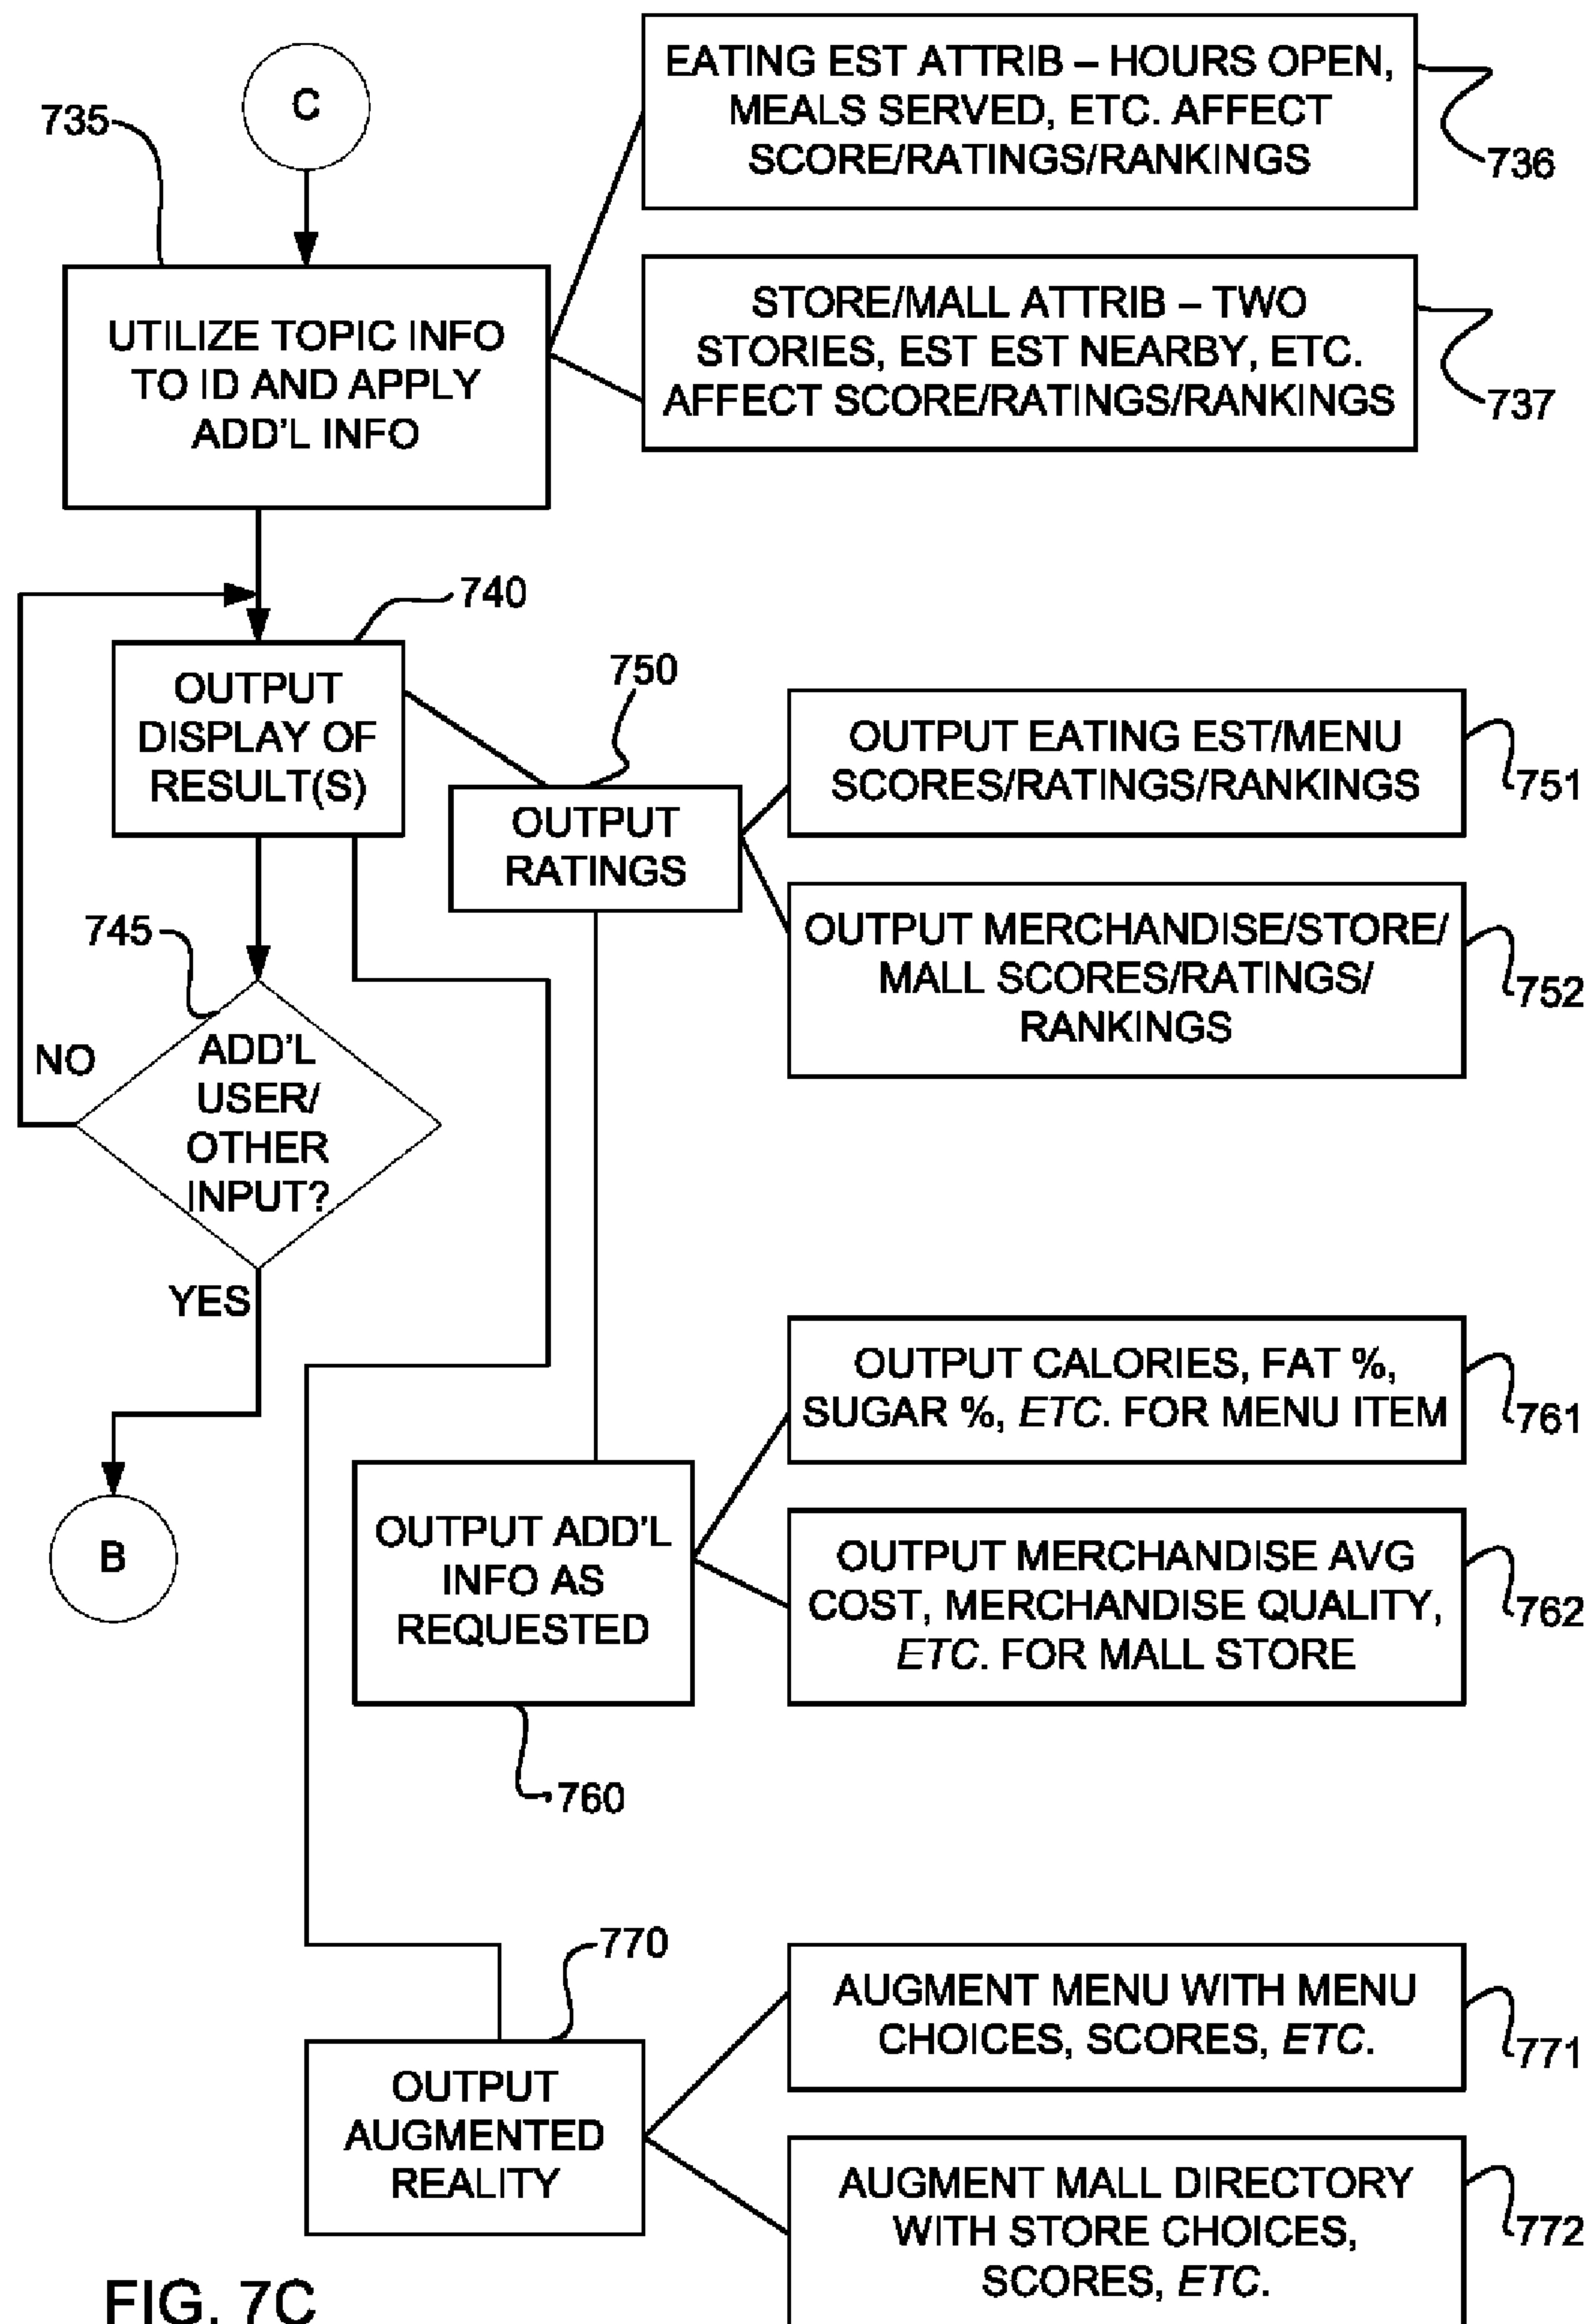 C
735
EATING EST ATTRIB – HOURS OPEN,
MEALS SERVED, ETC. AFFECT
SCORE/RATINGS/RANKINGS
736
UTILIZE TOPIC INFO
TO ID AND APPLY
ADD'L INFO
STORE/MALL ATTRIB – TWO
STORIES, EST EST NEARBY, ETC.
AFFECT SCORE/RATINGS/RANKINGS
737
740
OUTPUT
DISPLAY OF
RESULT(S)
750
OUTPUT
RATINGS
OUTPUT EATING EST/MENU
SCORES/RATINGS/RANKINGS
751
OUTPUT MERCHANDISE/STORE/
MALL SCORES/RATINGS/
RANKINGS
752
745
NO
ADD'L
USER/
OTHER
INPUT?
YES
B
OUTPUT CALORIES, FAT %,
SUGAR %, ETC. FOR MENU ITEM
761
OUTPUT ADD'L
INFO AS
REQUESTED
760
OUTPUT MERCHANDISE AVG
COST, MERCHANDISE QUALITY,
ETC. FOR MALL STORE
762
770
OUTPUT
AUGMENTED
REALITY
AUGMENT MENU WITH MENU
CHOICES, SCORES, ETC.
771
AUGMENT MALL DIRECTORY
WITH STORE CHOICES,
SCORES, ETC.
772
FIG. 7C